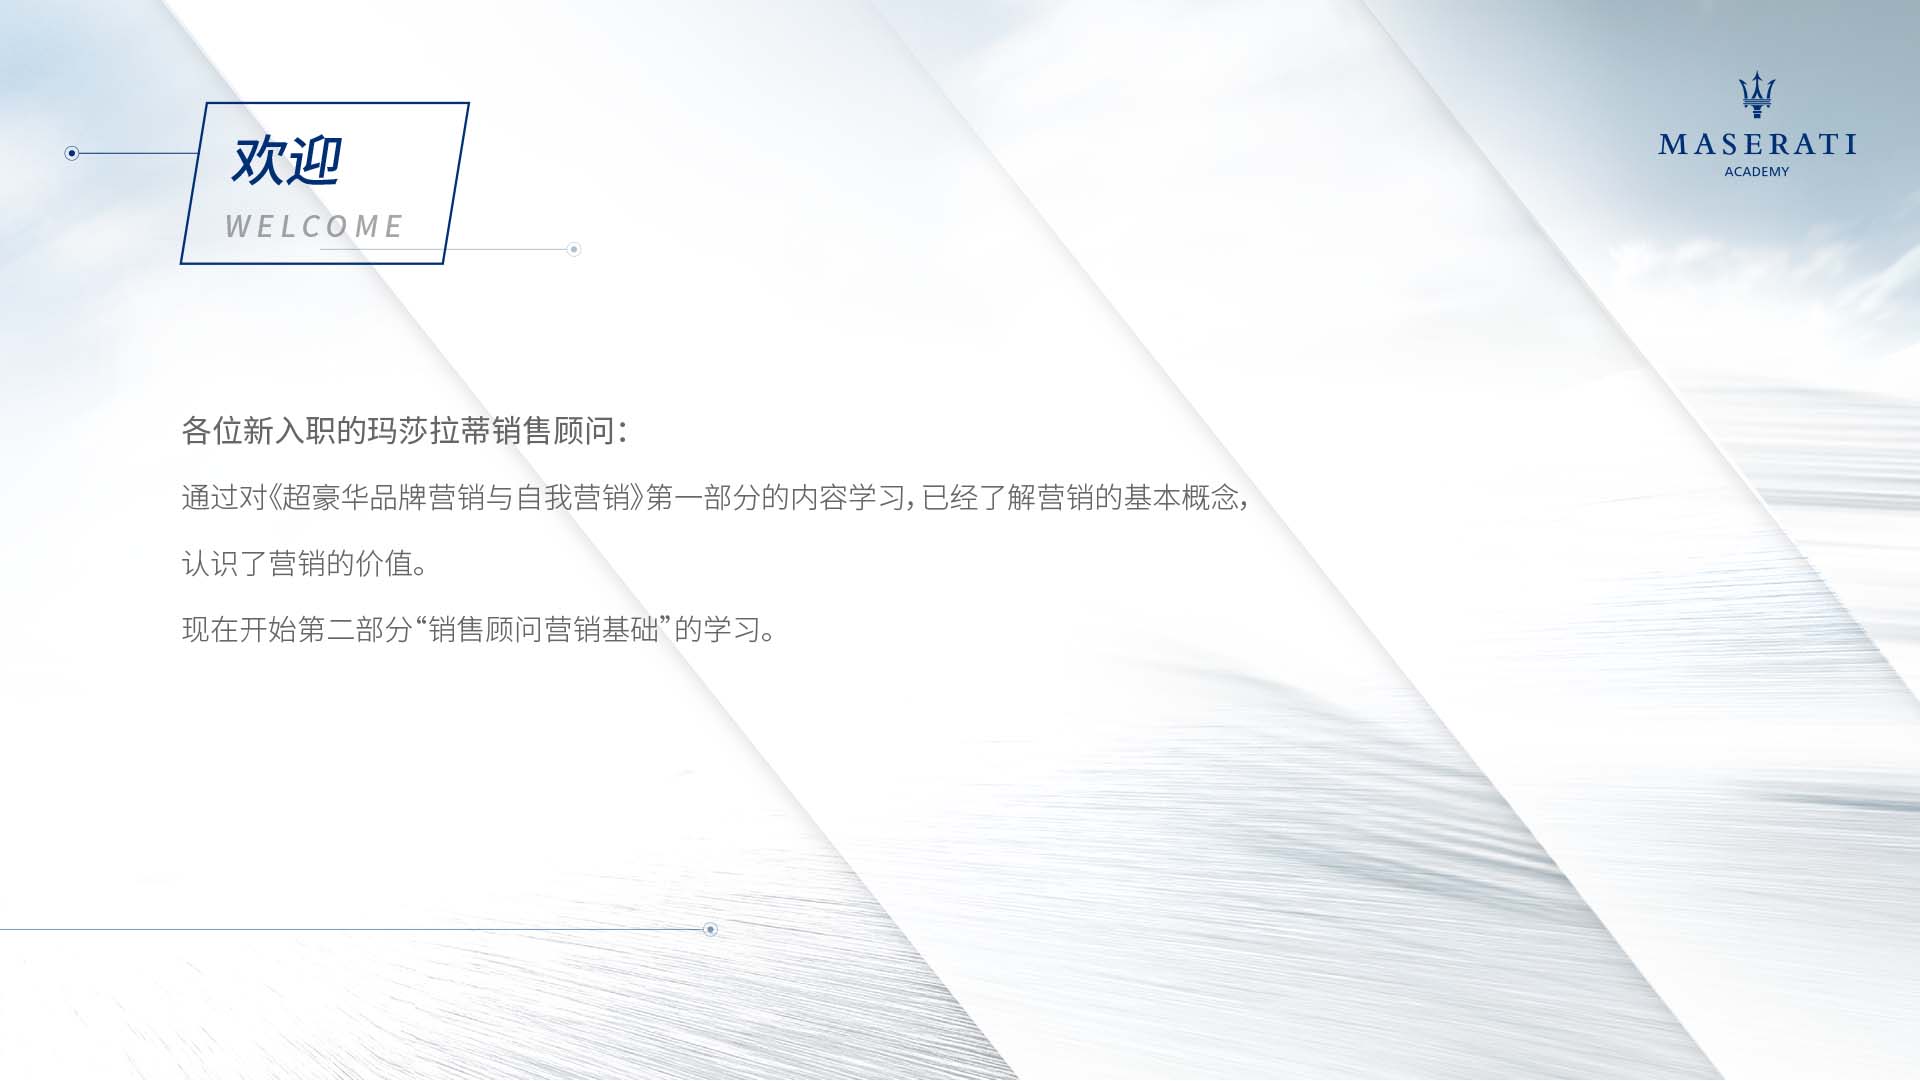 欢迎
WELCOME
MASERATI
ACADEMY
各位新入职的玛莎拉蒂销售顾问：
通过对《超豪华品牌营销与自我营销》第一部分的内容学习，已经了解营销的基本概念，
认识了营销的价值。
现在开始第二部分“销售顾问营销基础”的学习。